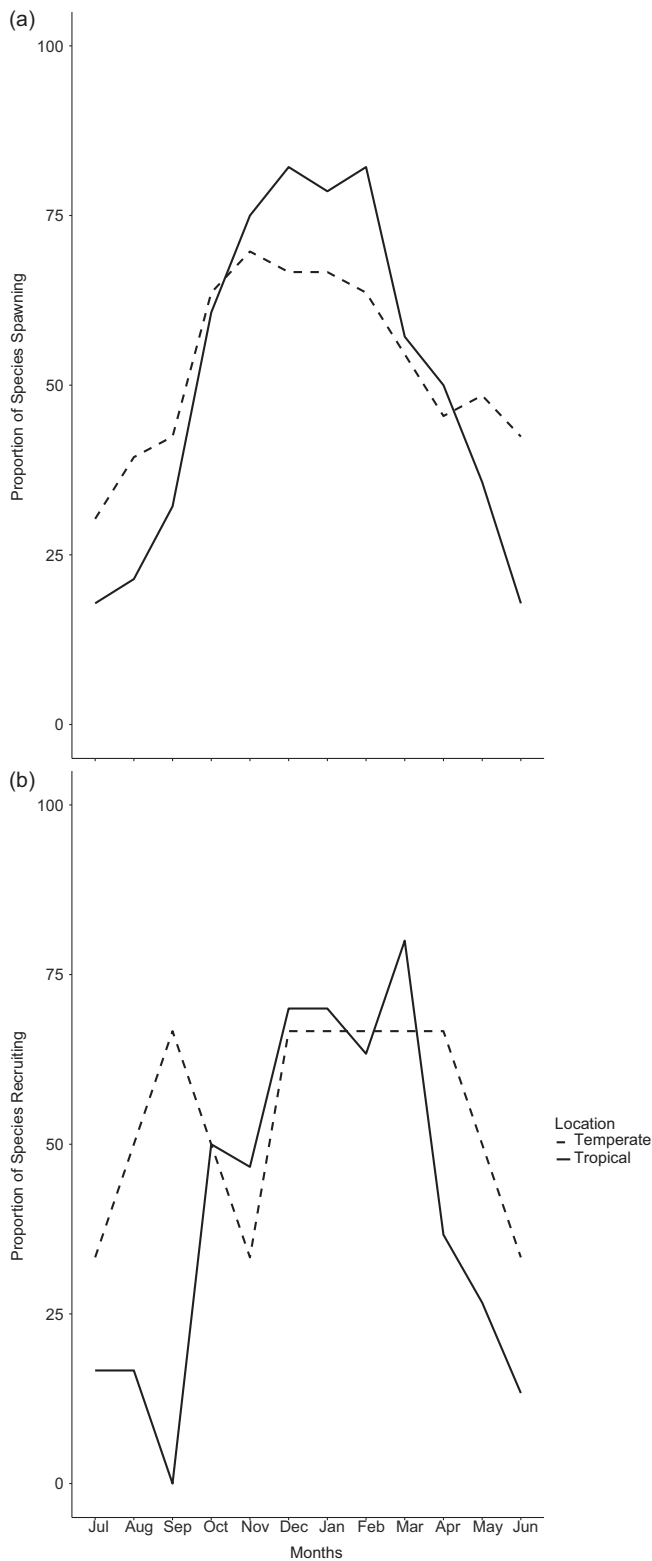 (a)
100
75
50
25
0
Proportion of Species Spawning
(b)
100
75
50
25
0
Proportion of Species Recruiting
Jul Aug Sep Oct Nov Dec Jan Feb Mar Apr May Jun
Months
Location
Temperate
Tropical